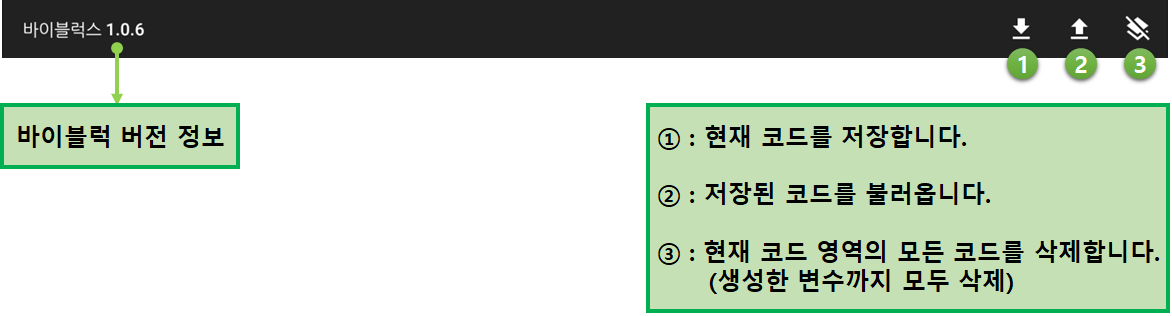 바이블럭스 1.0.6
1 2 3
바이블럭 버전 정보
① : 현재 코드를 저장합니다.
② : 저장된 코드를 불러옵니다.
③ : 현재 코드 영역의 모든 코드를 삭제합니다.
(생성한 변수까지 모두 삭제)